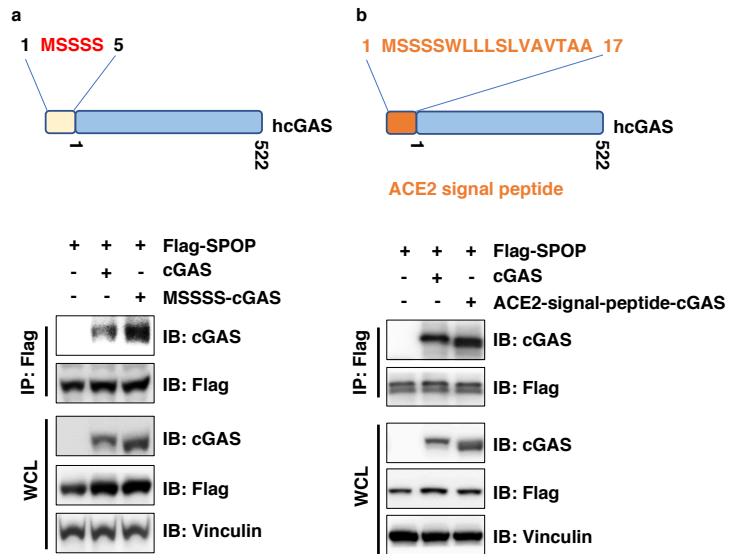 a
1 MSSSS 5
hcGAS
1
522
+ + + Flag-SPOP
- + - cGAS
- - + MSSSS-cGAS
IP: Flag
IB: cGAS
IB: Flag
WCL
IB: cGAS
IB: Flag
IB: Vinculin
b
1 MSSSSWLLLSLVAVTAA 17
hcGAS
1
522
ACE2 signal peptide
+ + + Flag-SPOP
- + - cGAS
- - + ACE2-signal-peptide-cGAS
IP: Flag
IB: cGAS
IB: Flag
WCL
IB: cGAS
IB: Flag
IB: Vinculin